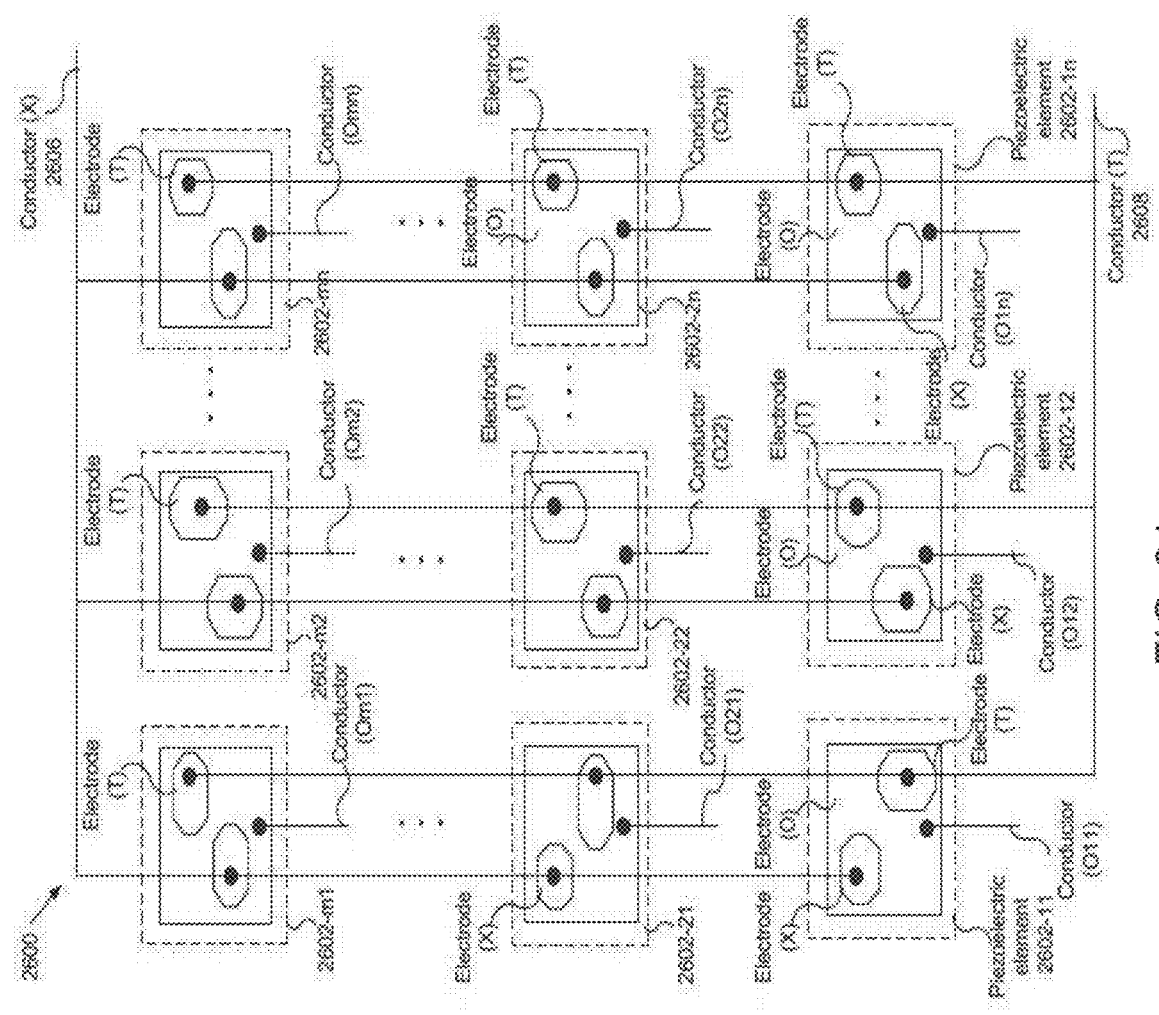 2600
Conductor (X)
2606
Electrode
(T)
Electrode
(T)
Electrode
(T)
2602-m1
Conductor
(Om1)
2602-m2
Conductor
(Om2)
2602-mn
Conductor
(Omn)
Electrode
(X)
2602-21
Conductor
(O21)
Electrode
(T)
2602-22
Conductor
(O22)
Electrode
(O)
Electrode
(T)
2602-2n
Conductor
(O2n)
Electrode
(X)
Electrode
(O)
Electrode
(T)
Piezoelectric
element
2602-11
Conductor
(O11)
Electrode
(O)
Electrode
(T)
Electrode
(X)
Conductor
(O12)
Piezoelectric
element
2602-12
Electrode
(O)
Electrode
(T)
Electrode
(X)
Conductor
(O1n)
Piezoelectric
element
2602-1n
Conductor (T)
2608